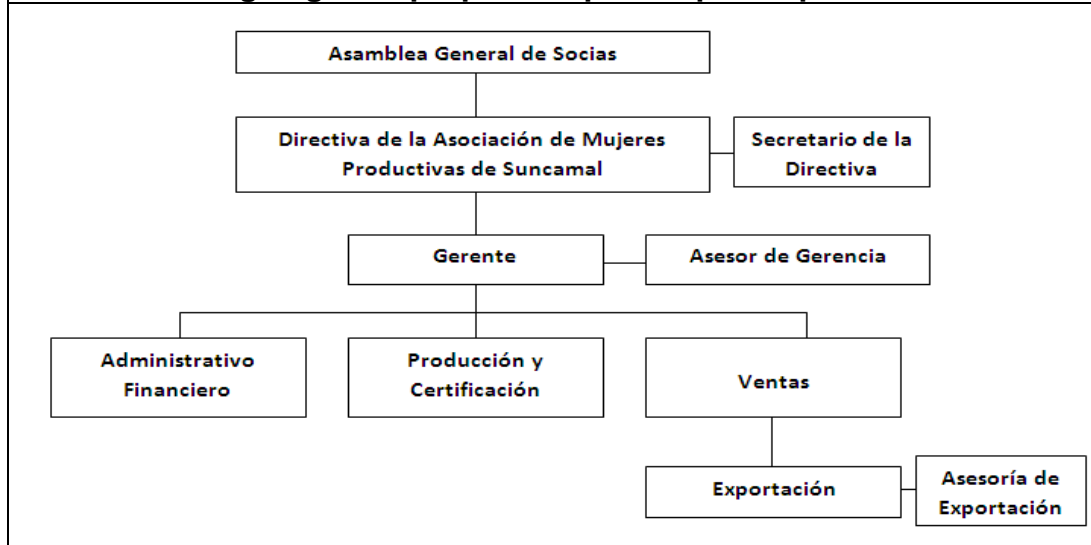 Asamblea General de Socias
Directiva de la Asociación de Mujeres
Productivas de Suncamal
Secretario de la
Directiva
Gerente
Asesor de Gerencia
Administrativo
Financiero
Producción y
Certificación
Ventas
Exportación
Asesoría de
Exportación